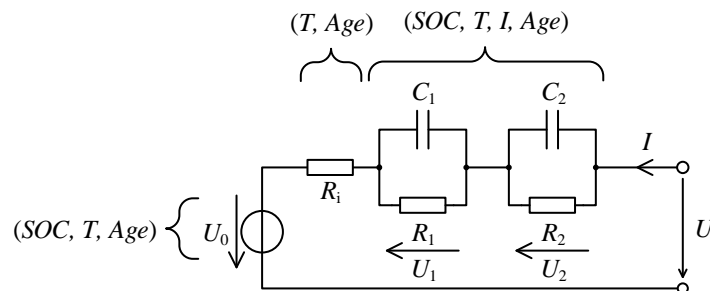 (T, Age)
(SOC, T, I, Age)
C₁
C₂
I
Rᵢ
(SOC, T, Age)
U₀
R₁
R₂
U
U₁
U₂